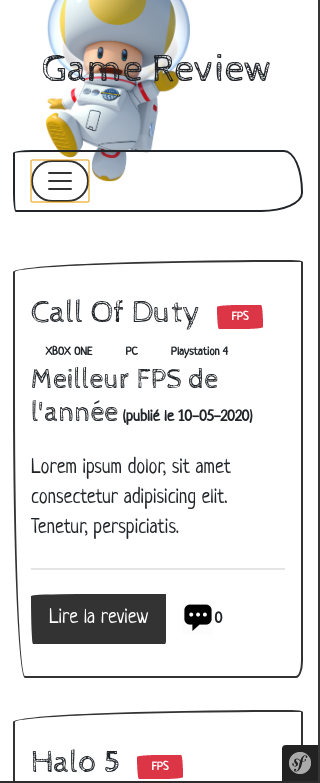 Game Review
Call Of Duty FPS
XBOX ONE PC Playstation 4
Meilleur FPS de
l'année (publié le 10-05-2020)
Lorem ipsum dolor, sit amet
consectetur adipisicing elit.
Tenetur, perspiciatis.
Lire la review 0
Halo 5 FPS
sf